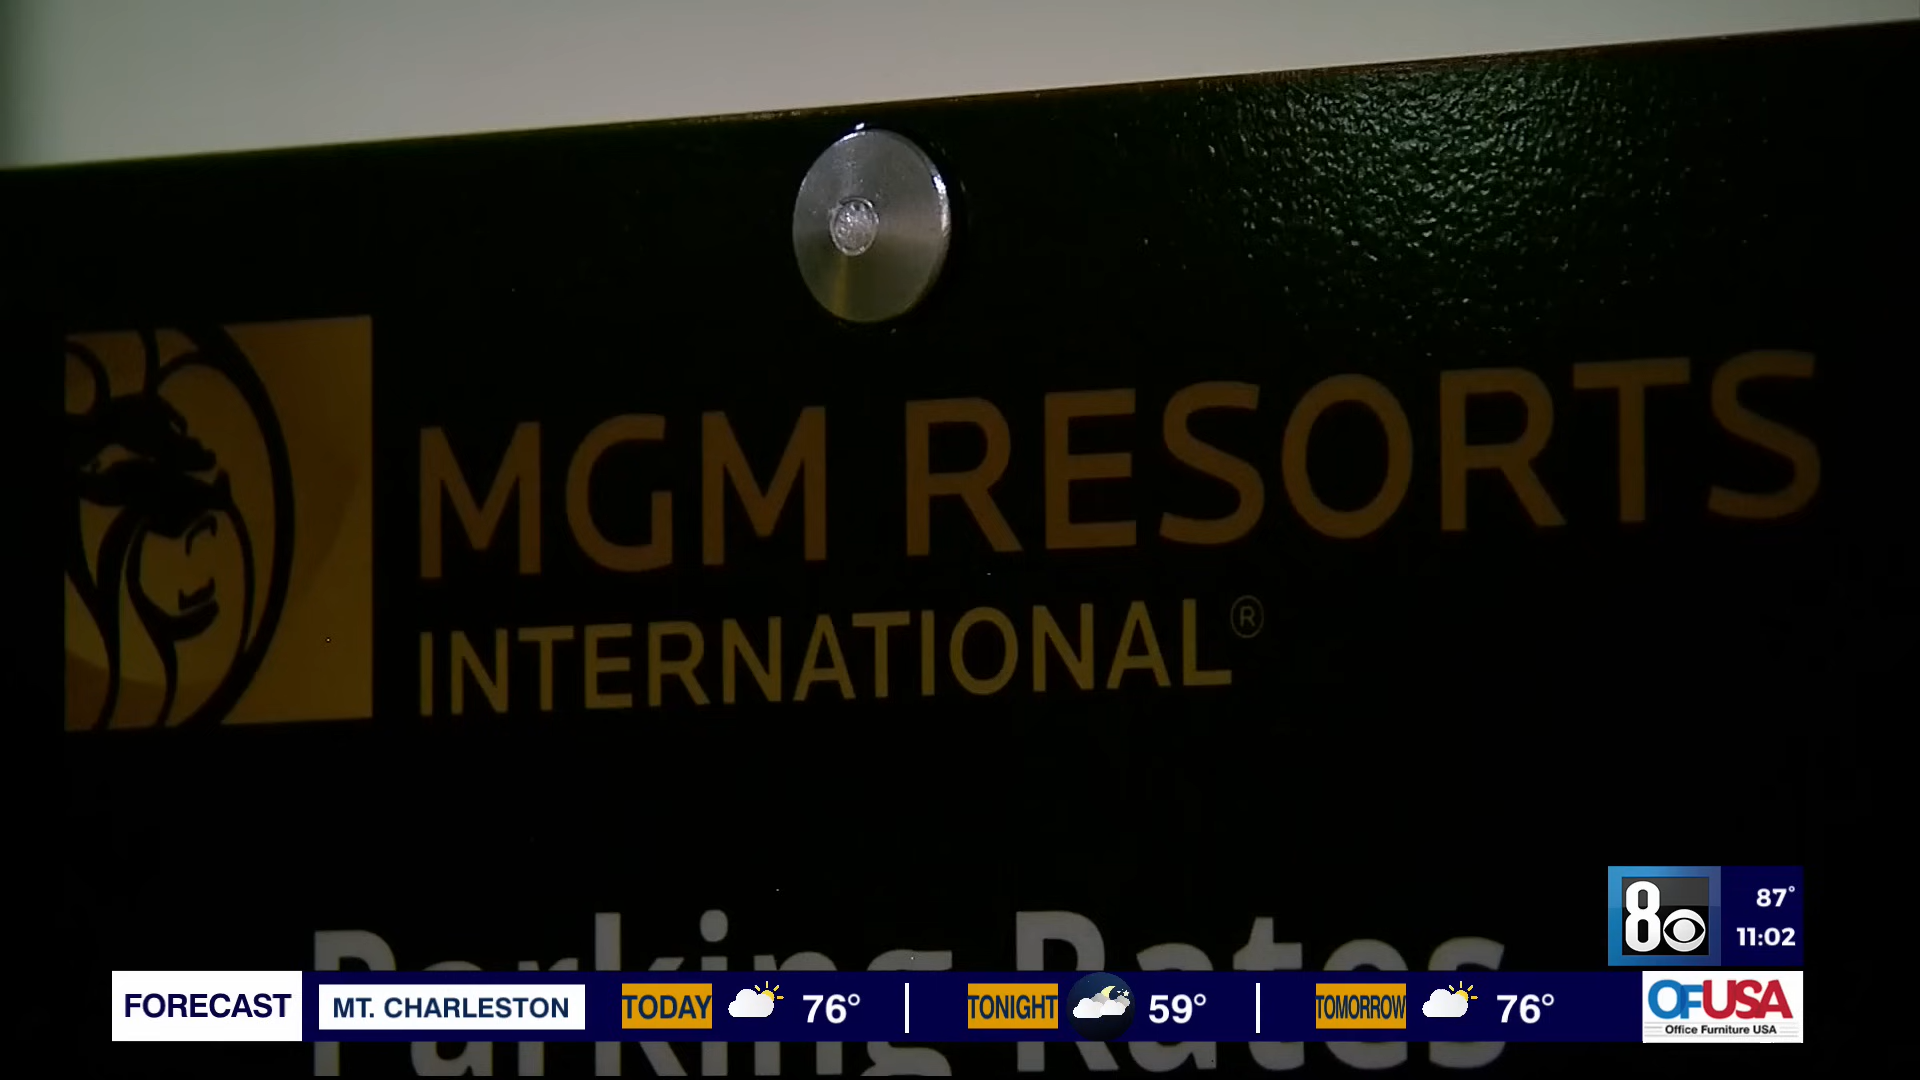 MGM RESORTS
INTERNATIONAL®
Parking Rates
8
87°
11:02
FORECAST
MT. CHARLESTON
TODAY
76°
TONIGHT
59°
TOMORROW
76°
OFUSA
Office Furniture USA